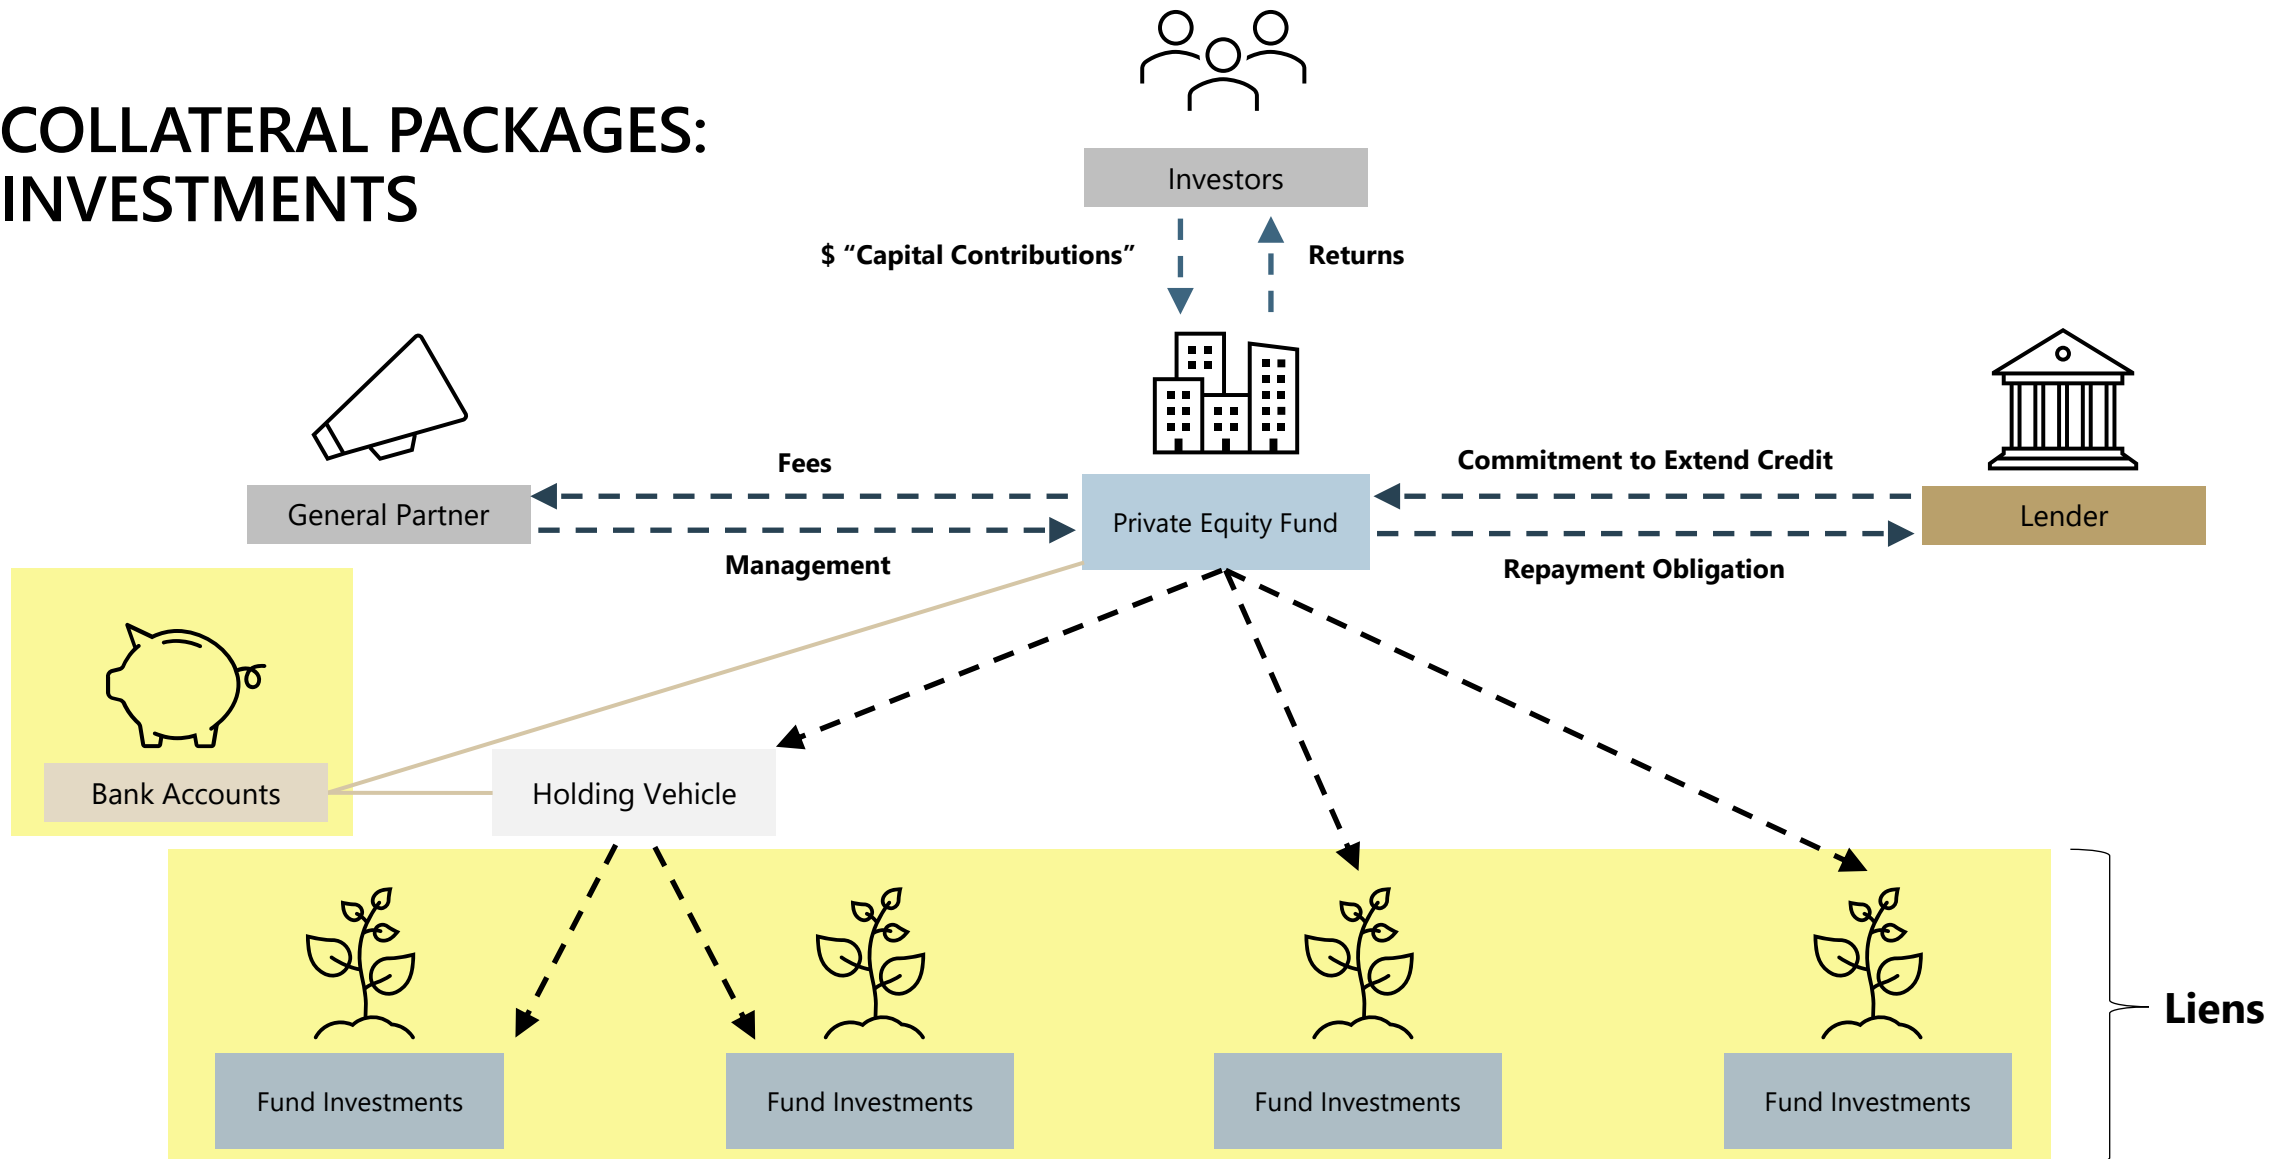 COLLATERAL PACKAGES:
INVESTMENTS
Investors
$ “Capital Contributions”
Returns
Fees
Commitment to Extend Credit
General Partner
Private Equity Fund
Lender
Management
Repayment Obligation
Bank Accounts
Holding Vehicle
Liens
Fund Investments
Fund Investments
Fund Investments
Fund Investments